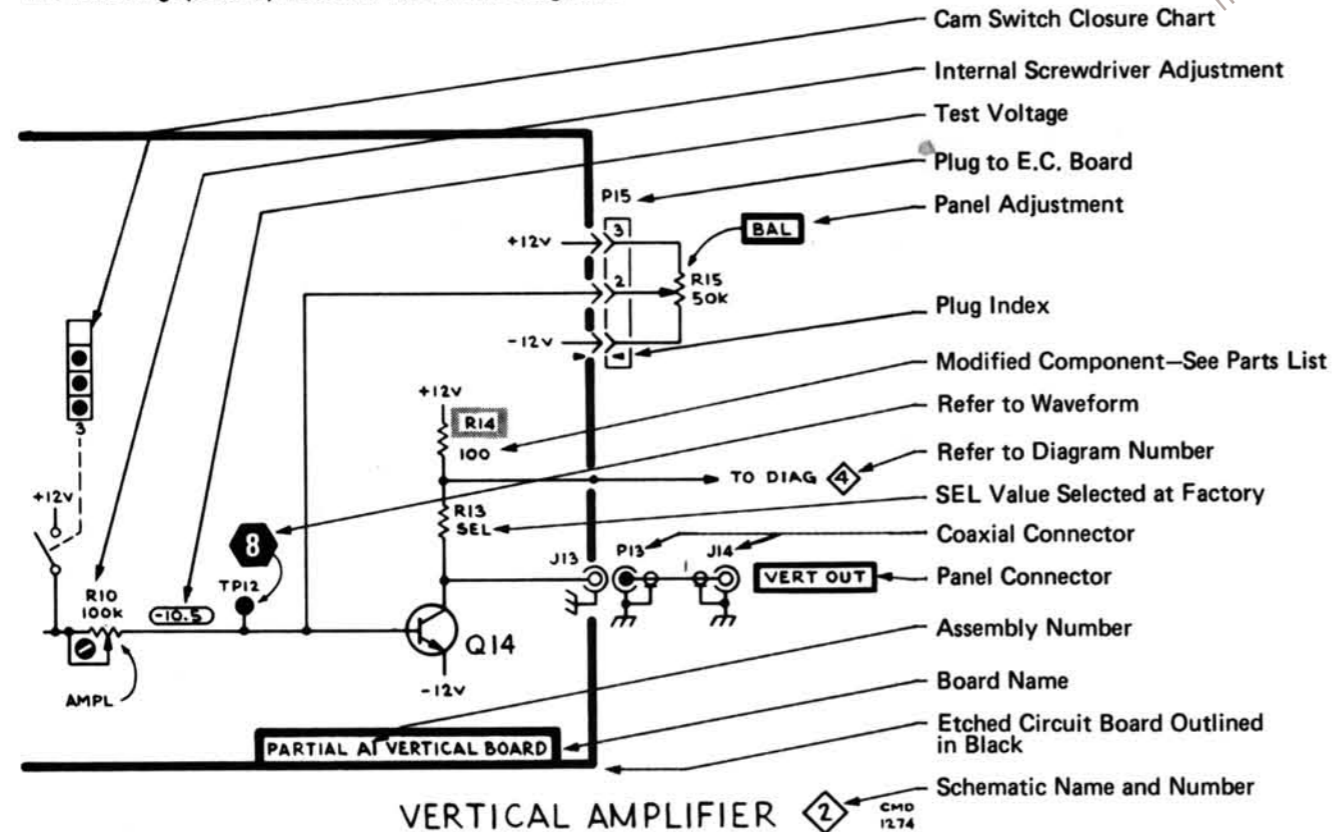 Cam Switch Closure Chart
Internal Screwdriver Adjustment
Test Voltage
Plug to E.C. Board
P15
Panel Adjustment
BAL
3
+12V
2
R15
50K
Plug Index
-12V
Modified Component—See Parts List
+12V
R14
100
Refer to Waveform
3
TO DIAG 4
Refer to Diagram Number
+12V
R13
SEL
SEL Value Selected at Factory
8
Coaxial Connector
J13
P13
J14
1
VERT OUT
Panel Connector
TP12
R10
100K
-10.5
Assembly Number
Q14
-12V
AMPL
Board Name
PARTIAL A1 VERTICAL BOARD
Etched Circuit Board Outlined
in Black
Schematic Name and Number
VERTICAL AMPLIFIER 2
CMD
1274